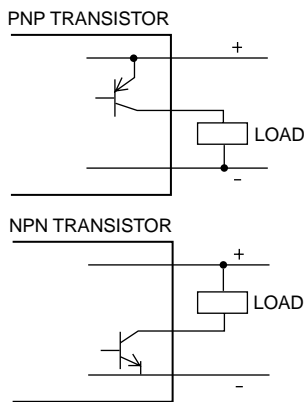 PNP TRANSISTOR
+
LOAD
-
NPN TRANSISTOR
+
LOAD
-